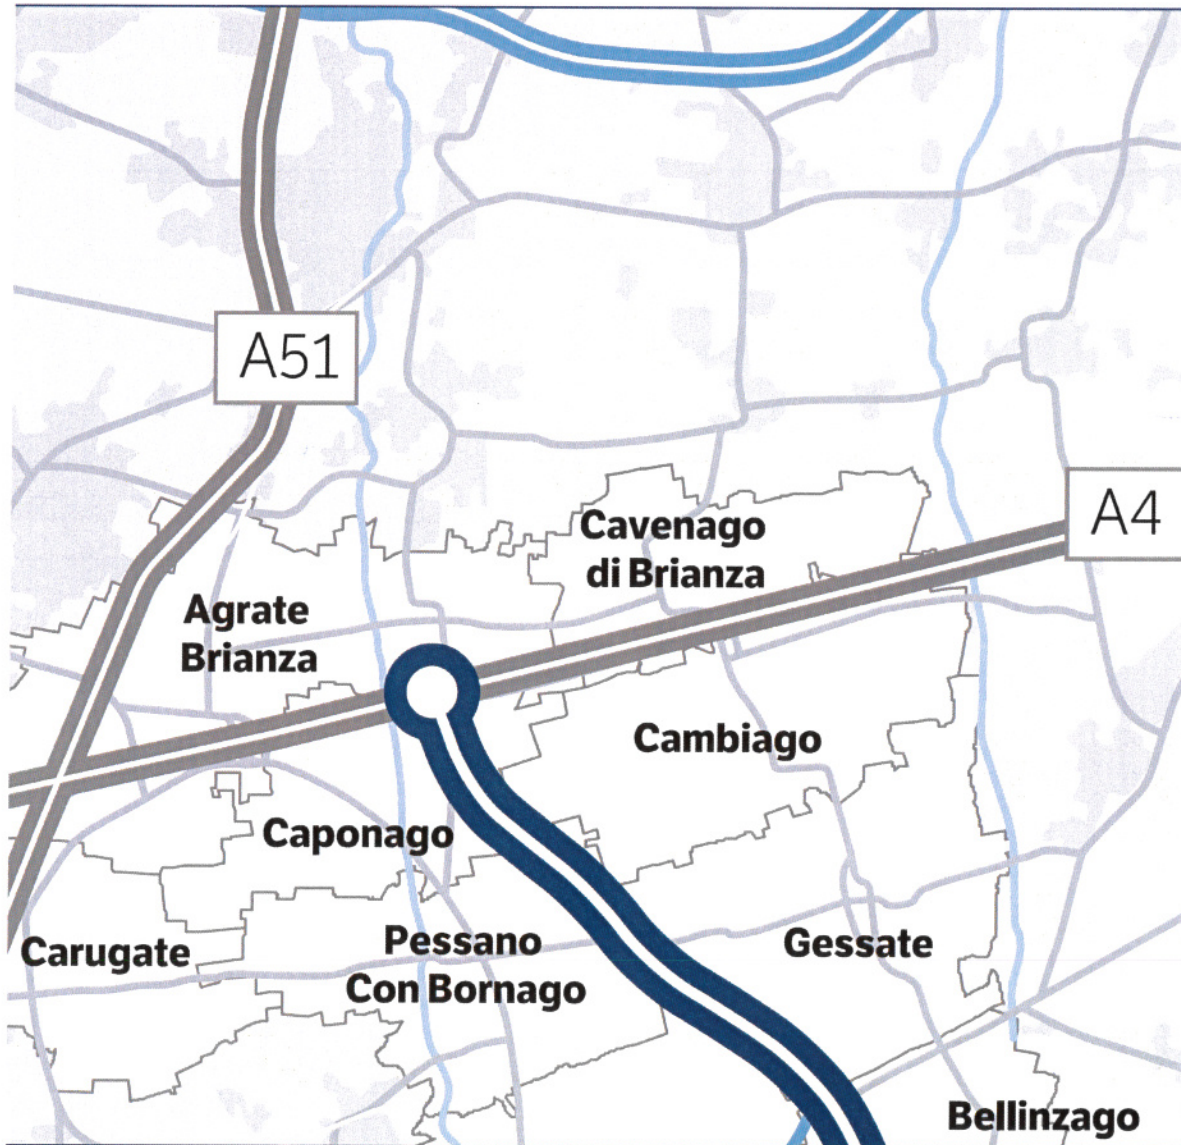 A51
A4
Cavenago
di Brianza
Agrate
Brianza
Cambiago
Caponago
Carugate
Pessano
Con Bornago
Gessate
Bellinzago